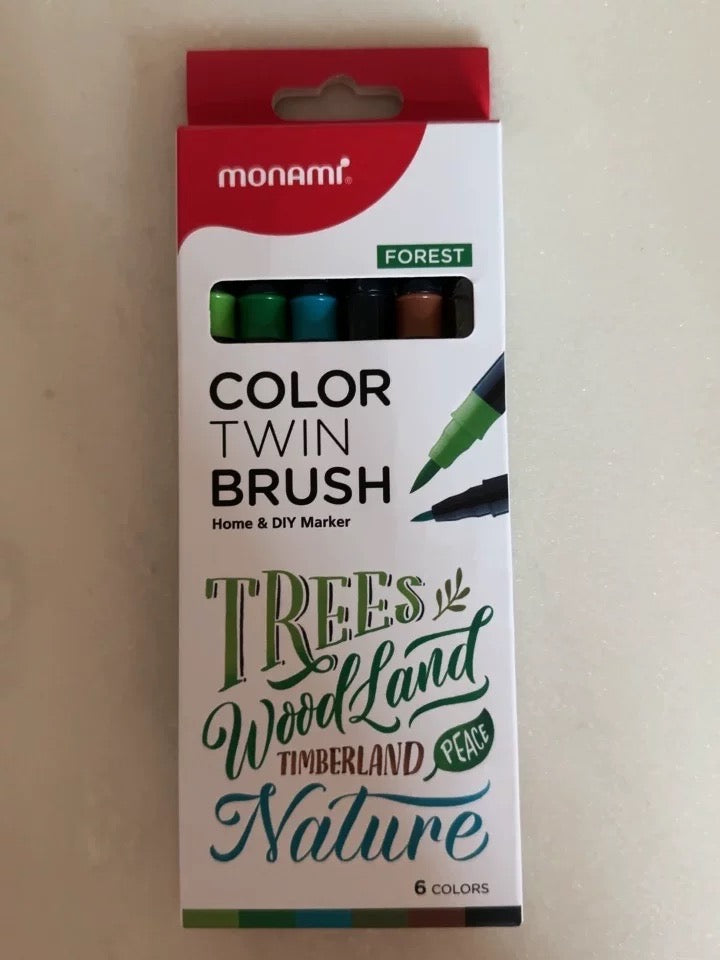 monami®
FOREST
COLOR
TWIN
BRUSH
Home & DIY Marker
TREES
WoodLand
TIMBERLAND
PEACE
Nature
6 COLORS